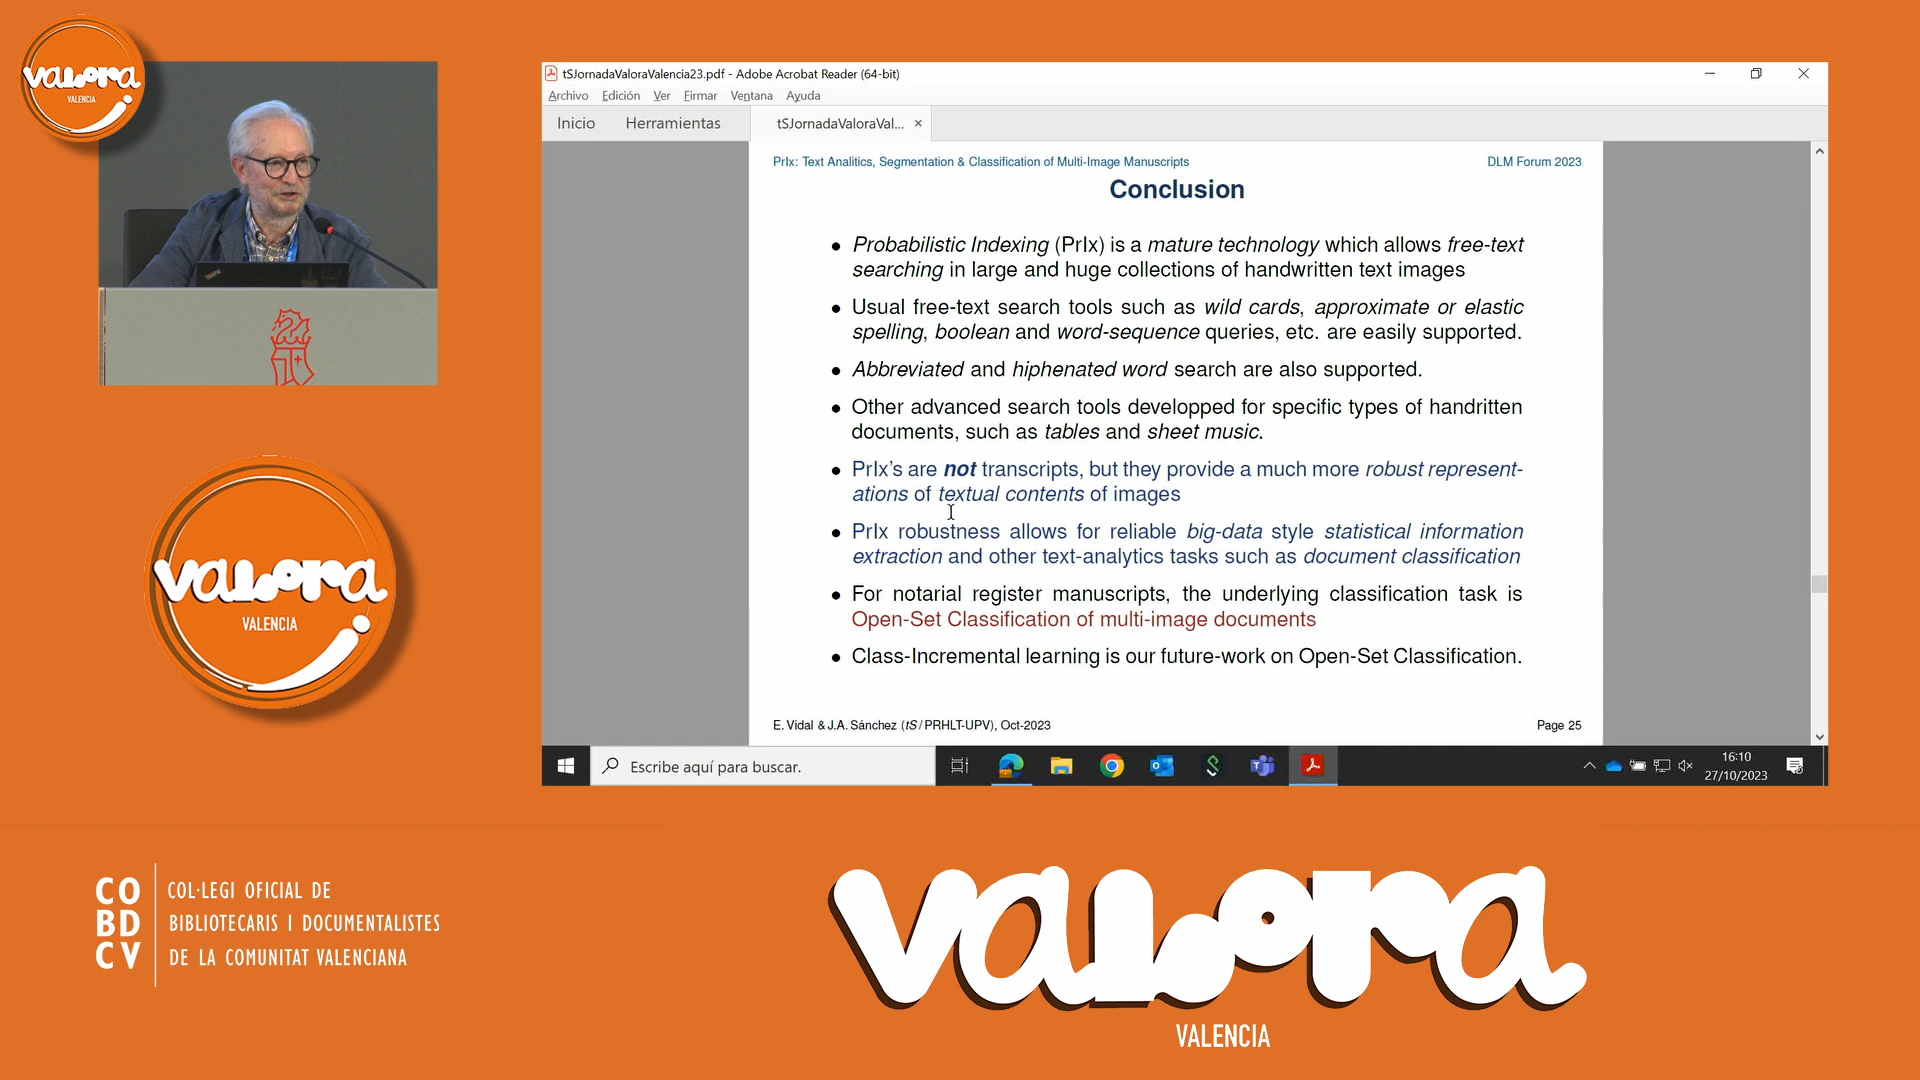 valora
VALENCIA
tSJornadaValoraValencia23.pdf - Adobe Acrobat Reader (64-bit)
Archivo Edición Ver Firmar Ventana Ayuda
Inicio Herramientas tSJornadaValoraVal... ×
PrIx: Text Analitics, Segmentation & Classification of Multi-Image Manuscripts DLM Forum 2023
Conclusion
• Probabilistic Indexing (PrIx) is a mature technology which allows free-text
searching in large and huge collections of handwritten text images
• Usual free-text search tools such as wild cards, approximate or elastic
spelling, boolean and word-sequence queries, etc. are easily supported.
• Abbreviated and hiphenated word search are also supported.
• Other advanced search tools developped for specific types of handritten
documents, such as tables and sheet music.
• PrIx's are not transcripts, but they provide a much more robust represent-
ations of textual contents of images
• PrIx robustness allows for reliable big-data style statistical information
extraction and other text-analytics tasks such as document classification
• For notarial register manuscripts, the underlying classification task is
Open-Set Classification of multi-image documents
• Class-Incremental learning is our future-work on Open-Set Classification.
E. Vidal & J.A. Sánchez (tS / PRHLT-UPV), Oct-2023 Page 25
Escribe aquí para buscar.
16:10
27/10/2023
valora
VALENCIA
CO
BD
CV
COL·LEGI OFICIAL DE
BIBLIOTECARIS I DOCUMENTALISTES
DE LA COMUNITAT VALENCIANA
valora
VALENCIA